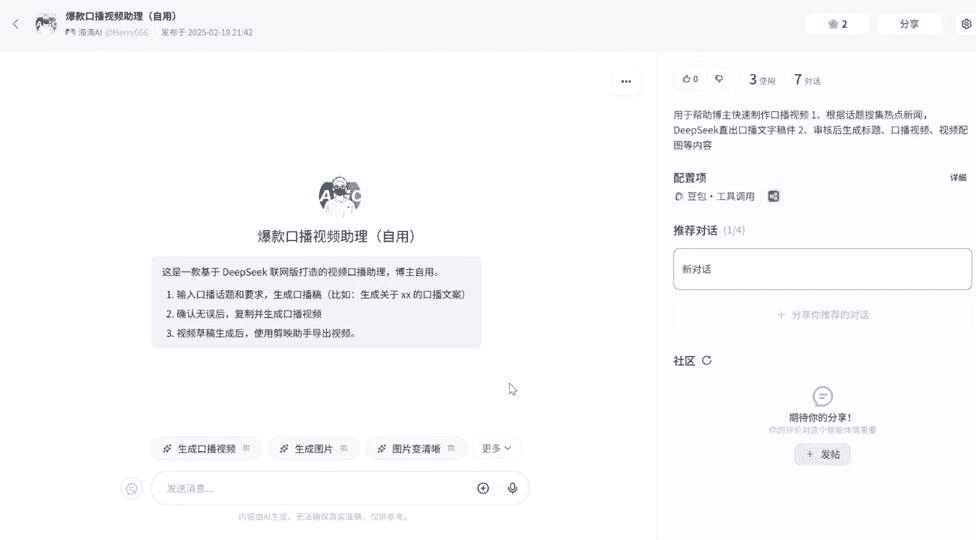 爆款口播视频助理（自用）
海涛AI @Herry666 发布于 2025-02-18 21:42
2 分享
0 3 使用 7 对话
用于帮助博主快速制作口播视频 1、根据话题搜集热点新闻，
DeepSeek直出口播文字稿件 2、审核后生成标题、口播视频、视频配
图等内容
配置项 详细
豆包·工具调用
推荐对话 (1/4)
新对话
+ 分享你推荐的对话
社区
期待你的分享！
你的评价对这个智能体很重要
+ 发帖
爆款口播视频助理（自用）
这是一款基于 DeepSeek 联网版打造的视频口播助理，博主自用。
1. 输入口播话题和要求，生成口播稿（比如：生成关于 xx 的口播文案）
2. 确认无误后，复制并生成口播视频
3. 视频草稿生成后，使用剪映助手导出视频。
生成口播视频 生成图片 图片变清晰 更多
发送消息...
内容由AI生成，无法确保真实准确，仅供参考。